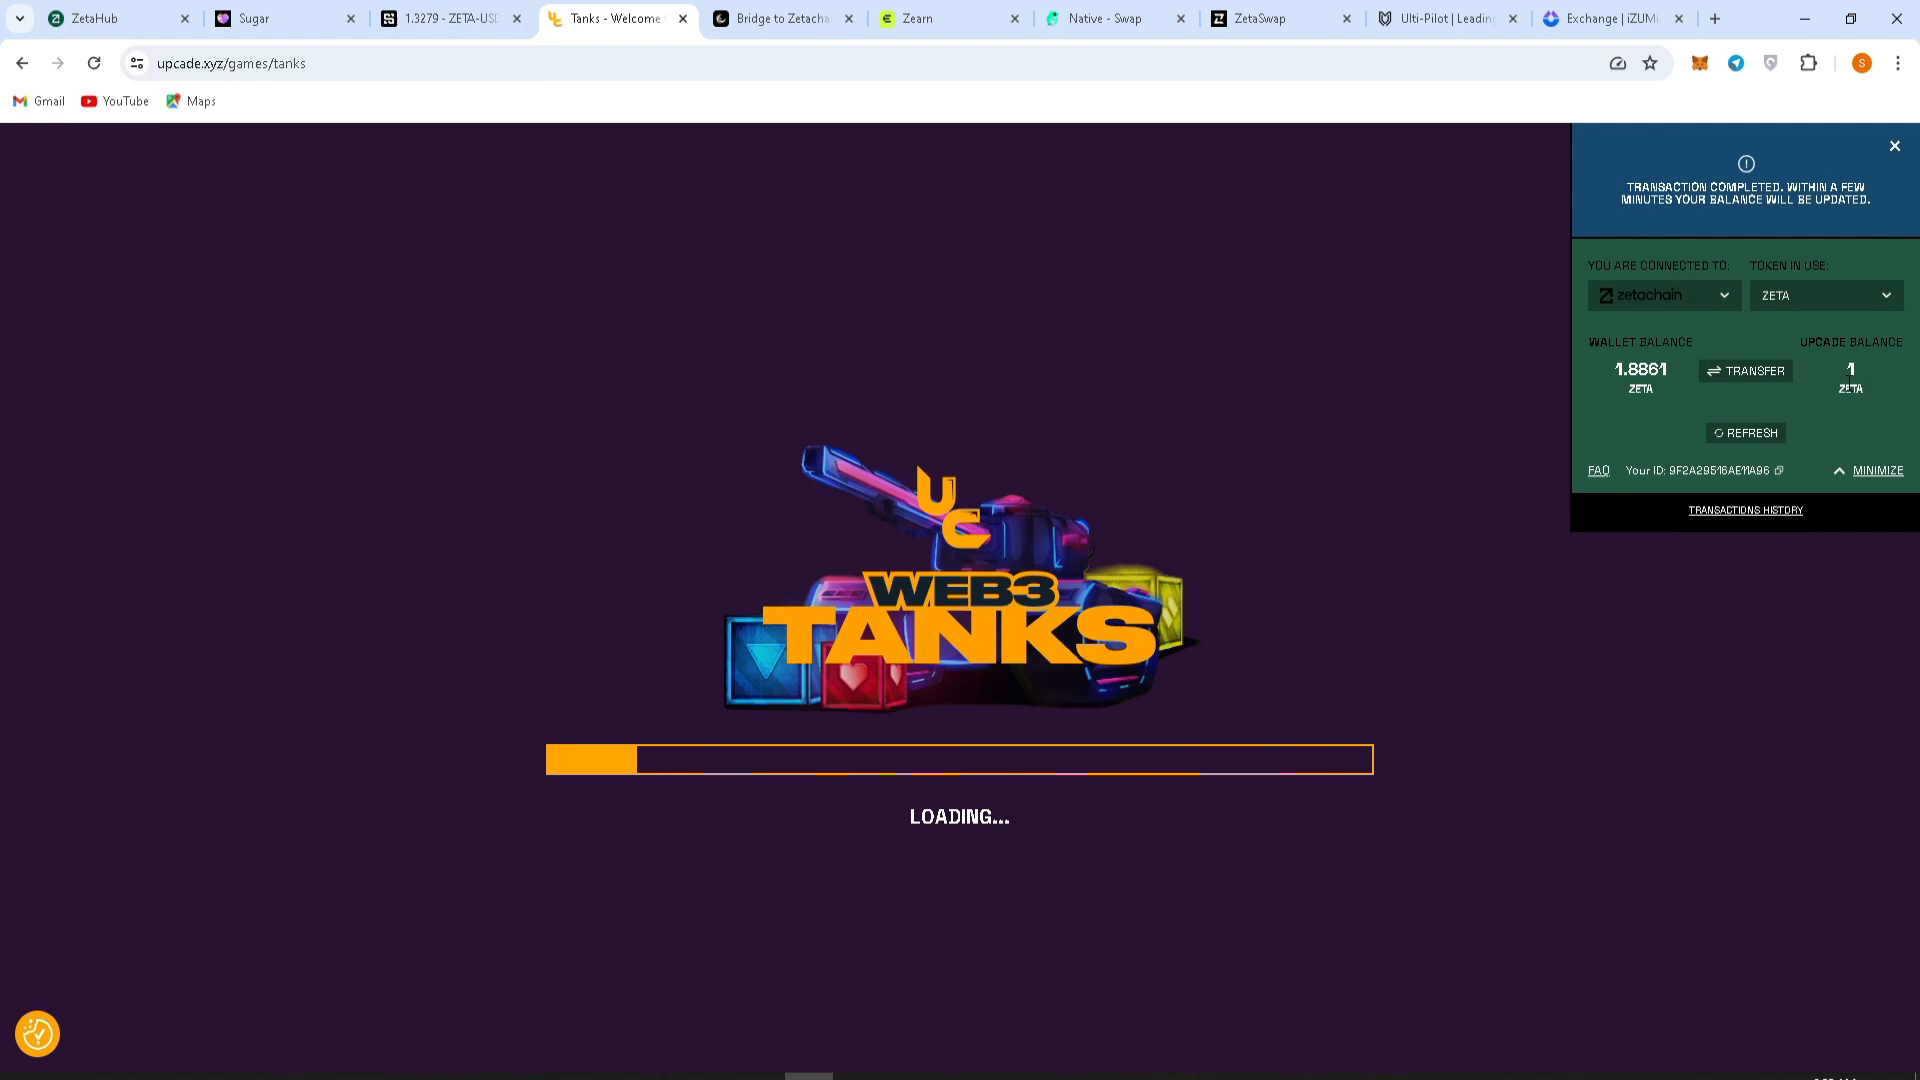 ZetaHub
Sugar
1.3279 - ZETA-USD
Tanks - Welcome
Bridge to Zetacha
Zearn
Native - Swap
ZetaSwap
Ulti-Pilot | Leading
Exchange | iZUMi
upcade.xyz/games/tanks
S
Gmail
YouTube
Maps
TRANSACTION COMPLETED. WITHIN A FEW
MINUTES YOUR BALANCE WILL BE UPDATED.
YOU ARE CONNECTED TO:
TOKEN IN USE:
zetachain
ZETA
WALLET BALANCE
UPCADE BALANCE
1.8861
ZETA
TRANSFER
1
ZETA
REFRESH
FAQ
Your ID: 9F2A29516AE11A96
MINIMIZE
TRANSACTIONS HISTORY
UC
WEB3
TANKS
LOADING...